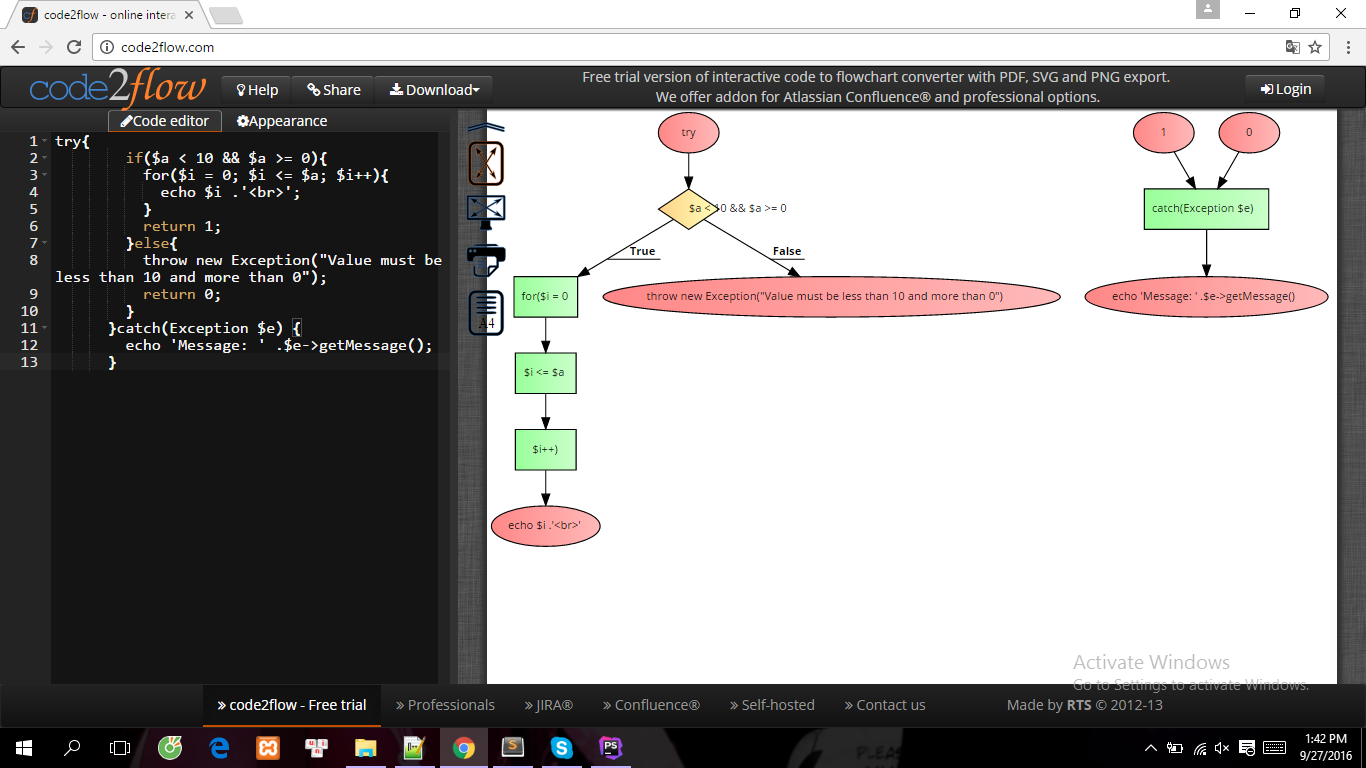 code2flow - online intera
code2flow.com
code2flow
Help
Share
Download
Free trial version of interactive code to flowchart converter with PDF, SVG and PNG export.
We offer addon for Atlassian Confluence® and professional options.
Login
Code editor
Appearance
1 try{
2 if($a < 10 && $a >= 0){
3 for($i = 0; $i <= $a; $i++){
4 echo $i .'<br>';
5 }
6 return 1;
7 }else{
8 throw new Exception("Value must be
less than 10 and more than 0");
9 return 0;
10 }
11 }catch(Exception $e) {
12 echo 'Message: ' .$e->getMessage();
13 }
A4
try
$a < 10 && $a >= 0
True
False
for($i = 0
throw new Exception("Value must be less than 10 and more than 0")
$i <= $a
$i++)
echo $i .'<br>'
1
0
catch(Exception $e)
echo 'Message: ' .$e->getMessage()
Activate Windows
Go to Settings to activate Windows.
» code2flow - Free trial
» Professionals
» JIRA®
» Confluence®
» Self-hosted
» Contact us
Made by RTS © 2012-13
PS
1:42 PM
9/27/2016